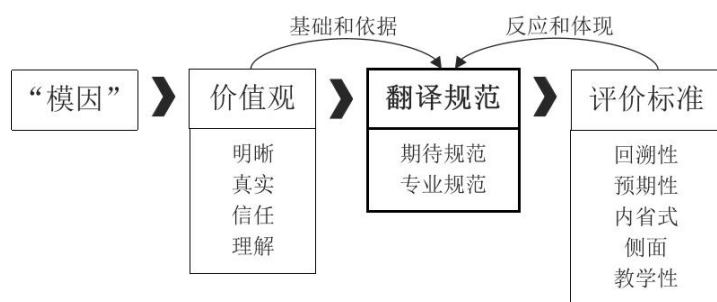 基础和依据
反应和体现
“模因”
价值观
翻译规范
评价标准
明晰
真实
信任
理解
期待规范
专业规范
回溯性
预期性
内省式
侧面
教学性